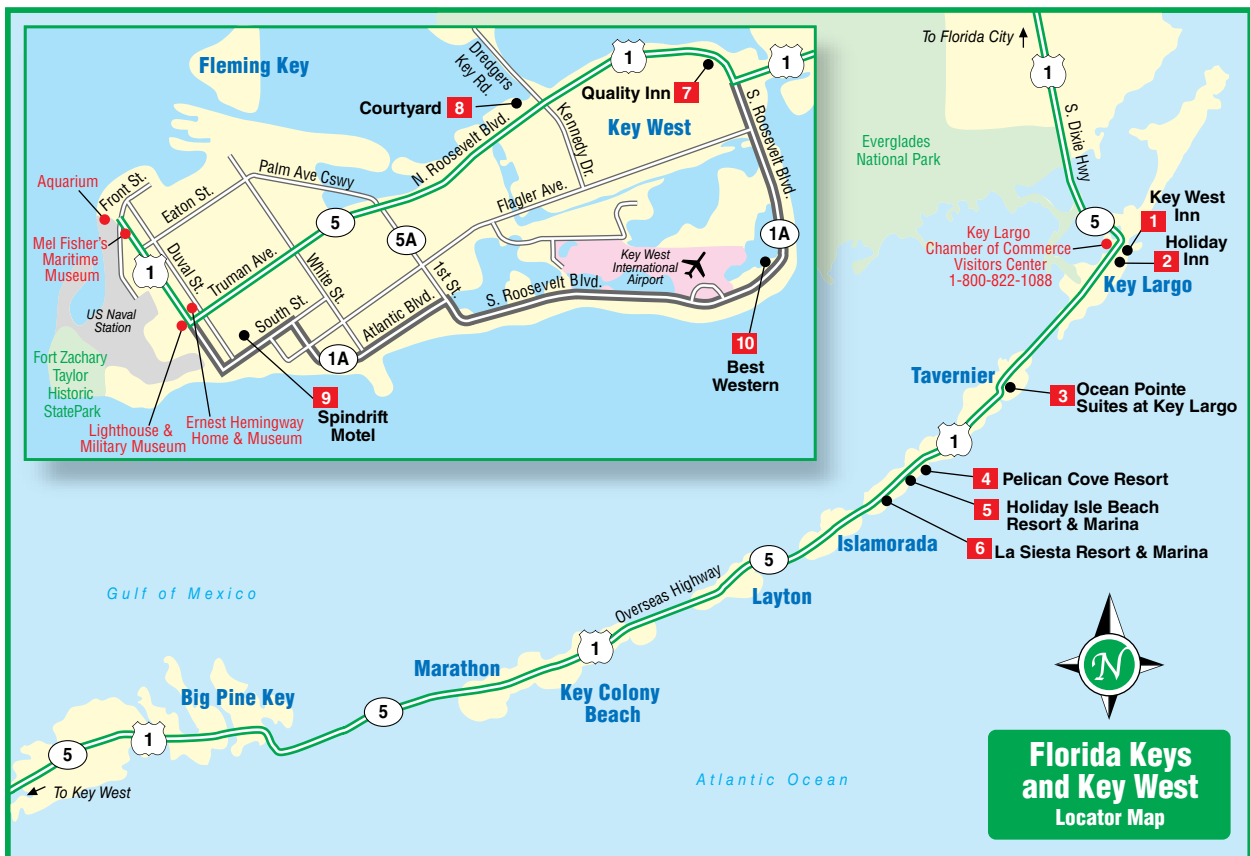 Fleming Key
Dredgers
Key Rd.
1
1
Courtyard 8
Quality Inn 7
Key West
N. Roosevelt Blvd.
Kennedy Dr.
S. Roosevelt Blvd.
Aquarium
Front St.
Eaton St.
Palm Ave Cswy
Flagler Ave.
5
5A
1A
Mel Fisher's
Maritime
Museum
1
Duval St.
Truman Ave.
White St.
1st St.
Key West
International
Airport
US Naval
Station
South St.
Atlantic Blvd.
S. Roosevelt Blvd.
1A
Fort Zachary
Taylor
Historic
StatePark
10
Best
Western
9
Spindrift
Motel
Lighthouse &
Military Museum
Ernest Hemingway
Home & Museum
To Florida City
1
S. Dixie Hwy
Everglades
National Park
5
Key West
Inn
1
Holiday
Inn
2
Key Largo
Chamber of Commerce
Visitors Center
1-800-822-1088
Key Largo
Tavernier
3 Ocean Pointe
Suites at Key Largo
1
4 Pelican Cove Resort
5 Holiday Isle Beach
Resort & Marina
6 La Siesta Resort & Marina
Islamorada
5
Layton
Overseas Highway
Gulf of Mexico
1
Key Colony
Beach
Marathon
5
Big Pine Key
1
5
To Key West
Atlantic Ocean
N
Florida Keys
and Key West
Locator Map